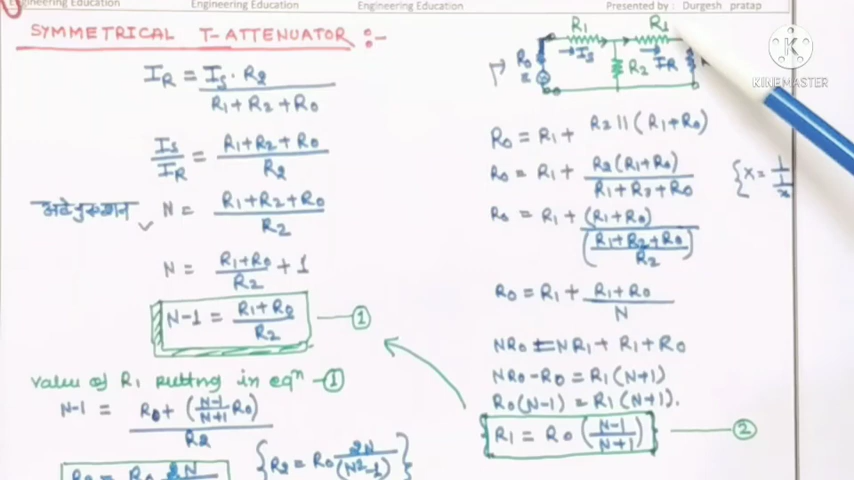 Engineering Education
Engineering Education
Engineering Education
Presented by : Durgesh pratap
SYMMETRICAL T-ATTENUATOR :-
IR = Is . R2 / (R1+R2+R0)
Is/IR = (R1+R2+R0)/R2
N = (R1+R2+R0)/R2
N = (R1+R0)/R2 + 1
N-1 = (R1+R0)/R2 — ①
value of R1 putting in eqn - ①
N-1 = (R0 + (N-1/N+1 R0))/R2
{R2 = R0 2N/(N²-1)}
R1
R1
R0
Is
R2
IR
KINEMASTER
R0 = R1 + R2 || (R1+R0)
R0 = R1 + R2(R1+R0)/(R1+R2+R0)
{x = 1/(1/x)
R0 = R1 + (R1+R0)/((R1+R2+R0)/R2)
R0 = R1 + (R1+R0)/N
NR0 = NR1 + R1+R0
NR0-R0 = R1(N+1)
R0(N-1) = R1(N+1).
R1 = R0 (N-1/N+1) — ②